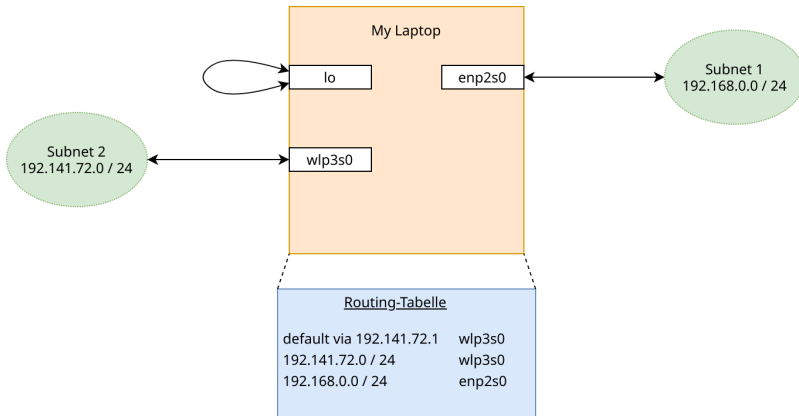 My Laptop
lo
enp2s0
Subnet 1
192.168.0.0 / 24
Subnet 2
192.141.72.0 / 24
wlp3s0
Routing-Tabelle
default via 192.141.72.1 wlp3s0
192.141.72.0 / 24 wlp3s0
192.168.0.0 / 24 enp2s0